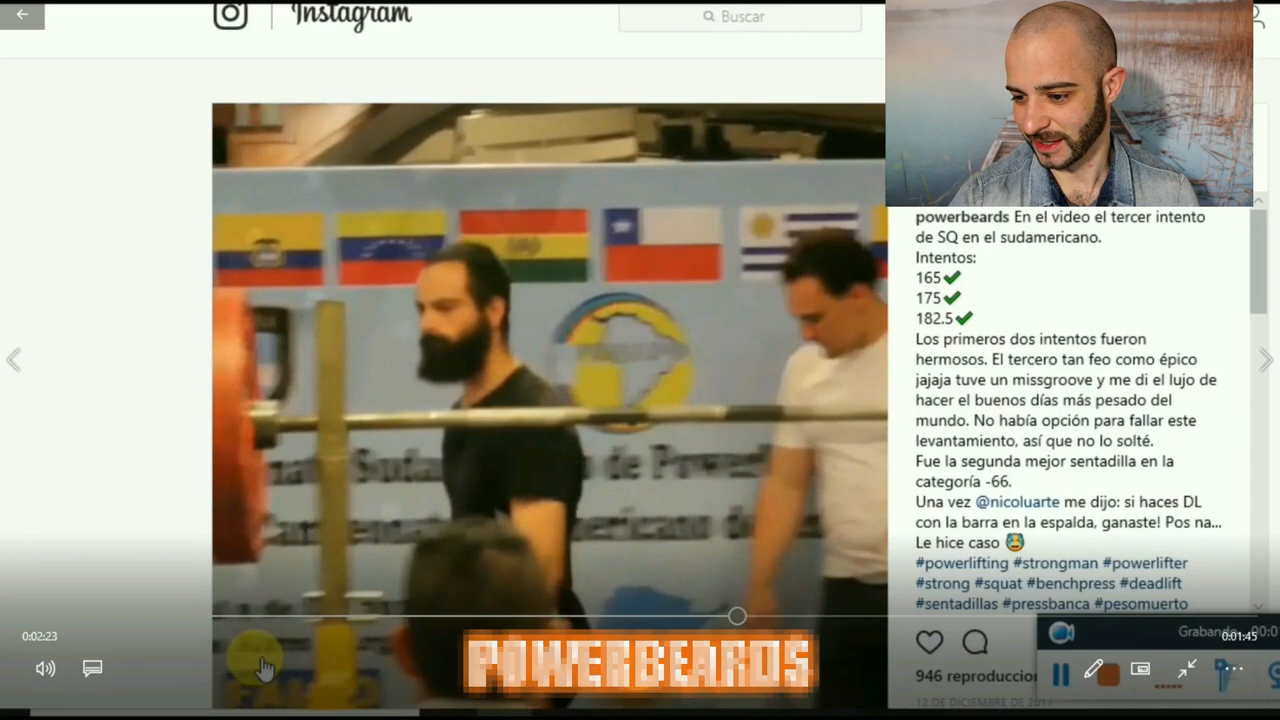 Instagram
Buscar
powerbeards En el video el tercer intento
de SQ en el sudamericano.
Intentos:
165✔
175✔
182.5✔
Los primeros dos intentos fueron
hermosos. El tercero tan feo como épico
jajaja tuve un missgroove y me di el lujo de
hacer el buenos días más pesado del
mundo. No había opción para fallar este
levantamiento, así que no lo solté.
Fue la segunda mejor sentadilla en la
categoría -66.
Una vez @nicoluarte me dijo: si haces DL
con la barra en la espalda, ganaste! Pos na...
Le hice caso 😰
#powerlifting #strongman #powerlifter
#strong #squat #benchpress #deadlift
#sentadillas #pressbanca #pesomuerto
0:02:23
0:01:45
POWERBEARDS
946 reproduccio
12 DE DICIEMBRE DE 2017